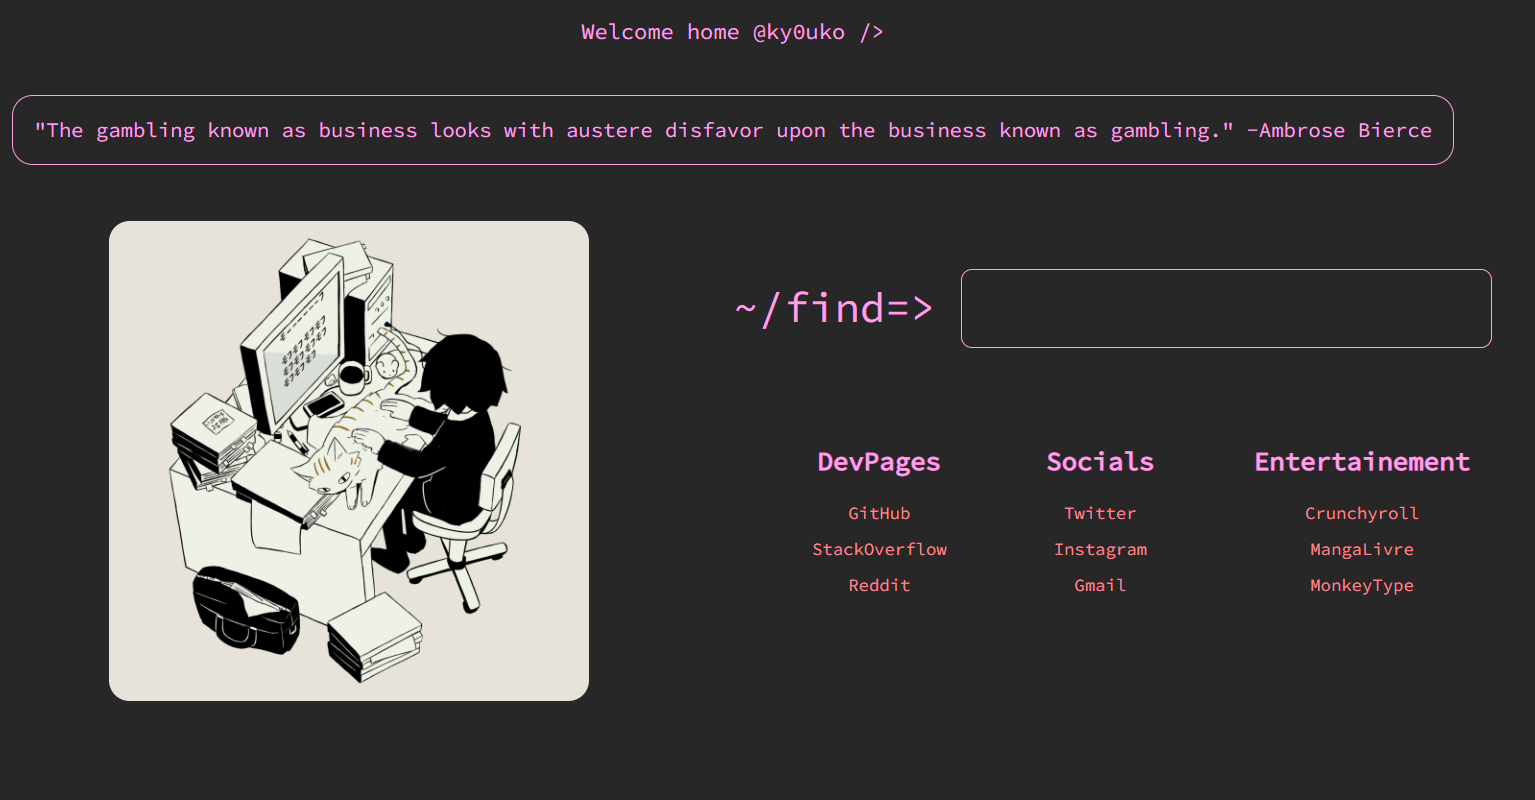 Welcome home @ky0uko />
"The gambling known as business looks with austere disfavor upon the business known as gambling." -Ambrose Bierce
~/find=>
DevPages
GitHub
StackOverflow
Reddit
Socials
Twitter
Instagram
Gmail
Entertainement
Crunchyroll
MangaLivre
MonkeyType